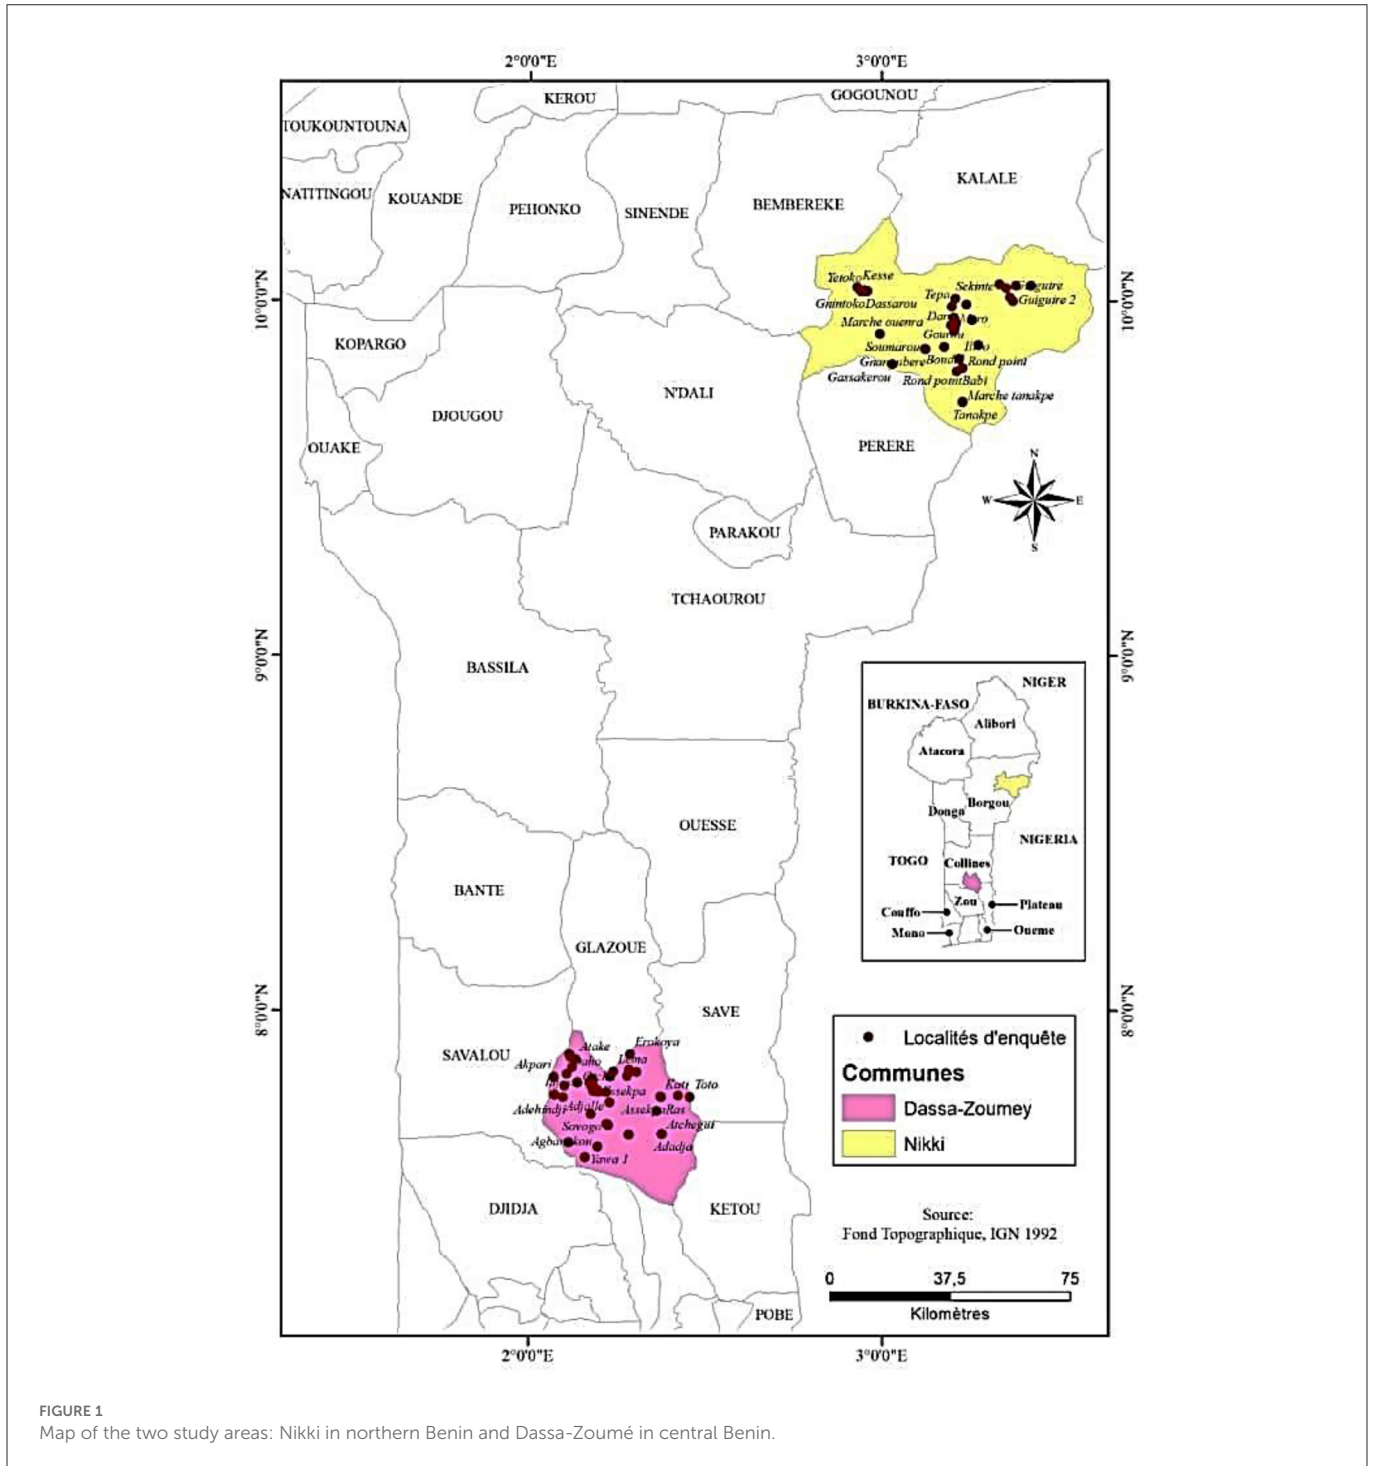 2°0'0"E
3°0'0"E
KEROU
GOGOUNOU
TOUKOUNTOUNA
KALALE
NATITINGOU
KOUANDE
PEHONKO
SINENDE
BEMBEREKE
10°0'0"N
10°0'0"N
Yetoko
Kesse
Sekinte
Guiguire 2
Tepa
Gnintoko
Dassarou
Marche ouenra
Gourou
KOPARGO
Soumarou
Rond point
Gassakerou
Rond point
Babi
N'DALI
Marche tanakpe
Tanakpe
DJOUGOU
OUAKE
PERERE
N
W
E
S
PARAKOU
TCHAOUROU
9°0'0"N
9°0'0"N
BASSILA
NIGER
BURKINA-FASO
Alibori
Atacora
Borgou
Donga
OUESSE
NIGERIA
TOGO
Collines
BANTE
Zou
Plateau
Couffo
Mono
Oueme
GLAZOUE
8°0'0"N
8°0'0"N
SAVE
Localités d'enquête
SAVALOU
Atake
Erokoya
Akpari
Lema
Communes
Kati
Toto
Adehindji
Adjalle
Assekpa
Ras
Dassa-Zoumey
Sovogo
Atchegui
Adadja
Nikki
Yawa 1
DJIDJA
KETOU
Source:
Fond Topographique, IGN 1992
0
37,5
75
Kilomètres
POBE
2°0'0"E
3°0'0"E
FIGURE 1
Map of the two study areas: Nikki in northern Benin and Dassa-Zoumé in central Benin.